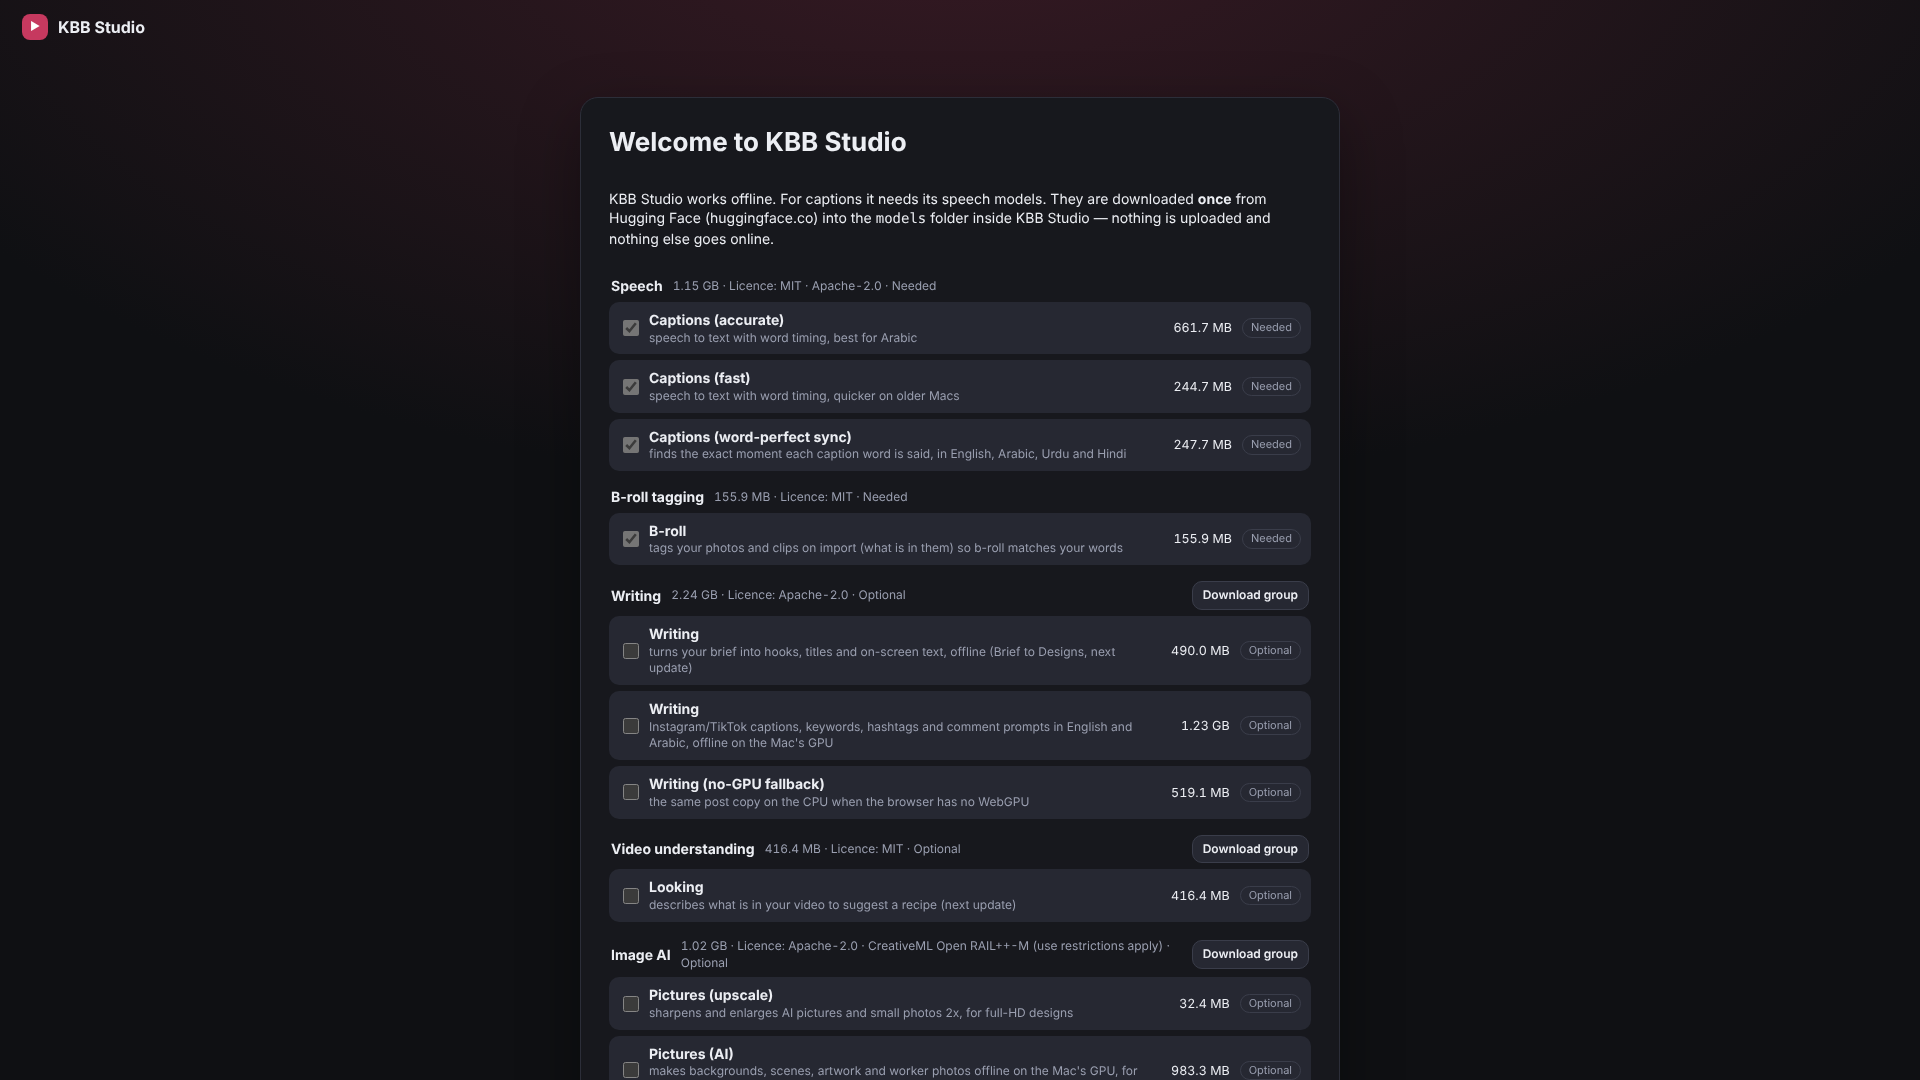 KBB Studio
Welcome to KBB Studio
KBB Studio works offline. For captions it needs its speech models. They are downloaded once from
Hugging Face (huggingface.co) into the models folder inside KBB Studio — nothing is uploaded and
nothing else goes online.
Speech 1.15 GB · Licence: MIT · Apache-2.0 · Needed
Captions (accurate)
speech to text with word timing, best for Arabic
661.7 MB Needed
Captions (fast)
speech to text with word timing, quicker on older Macs
244.7 MB Needed
Captions (word-perfect sync)
finds the exact moment each caption word is said, in English, Arabic, Urdu and Hindi
247.7 MB Needed
B-roll tagging 155.9 MB · Licence: MIT · Needed
B-roll
tags your photos and clips on import (what is in them) so b-roll matches your words
155.9 MB Needed
Writing 2.24 GB · Licence: Apache-2.0 · Optional Download group
Writing
turns your brief into hooks, titles and on-screen text, offline (Brief to Designs, next
update)
490.0 MB Optional
Writing
Instagram/TikTok captions, keywords, hashtags and comment prompts in English and
Arabic, offline on the Mac's GPU
1.23 GB Optional
Writing (no-GPU fallback)
the same post copy on the CPU when the browser has no WebGPU
519.1 MB Optional
Video understanding 416.4 MB · Licence: MIT · Optional Download group
Looking
describes what is in your video to suggest a recipe (next update)
416.4 MB Optional
Image AI 1.02 GB · Licence: Apache-2.0 · CreativeML Open RAIL++-M (use restrictions apply) ·
Optional
Download group
Pictures (upscale)
sharpens and enlarges AI pictures and small photos 2x, for full-HD designs
32.4 MB Optional
Pictures (AI)
makes backgrounds, scenes, artwork and worker photos offline on the Mac's GPU, for
983.3 MB Optional